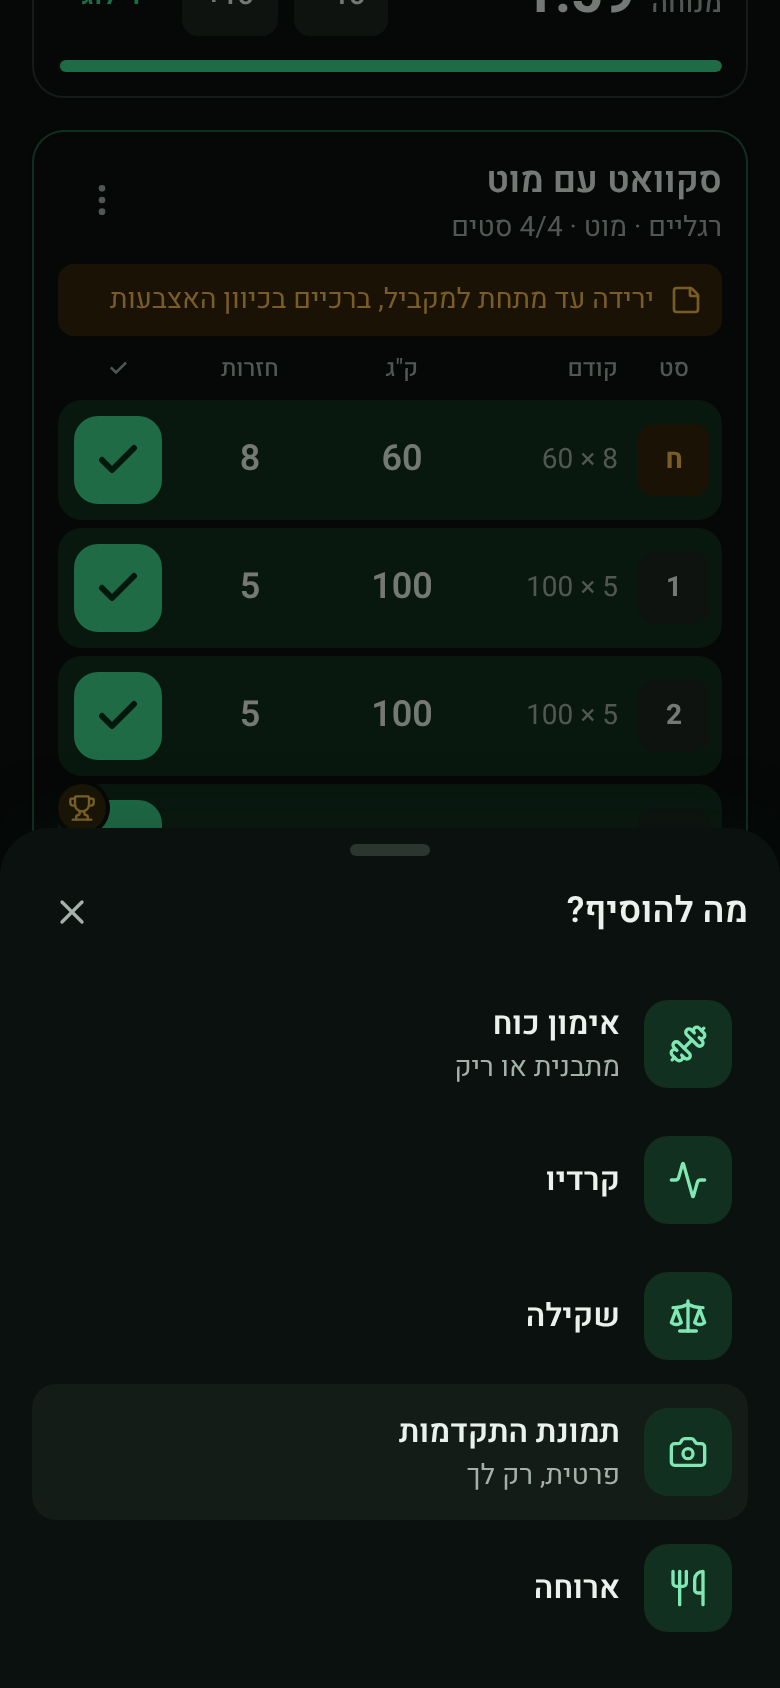 מנוחה
סקוואט עם מוט
רגליים · מוט · 4/4 סטים
ירידה עד מתחת למקביל, ברכיים בכיוון האצבעות
סט קודם ק"ג חזרות ✓
ח 60 × 8 60 8
1 100 × 5 100 5
2 100 × 5 100 5
מה להוסיף?
אימון כוח
מתבנית או ריק
קרדיו
שקילה
תמונת התקדמות
פרטית, רק לך
ארוחה